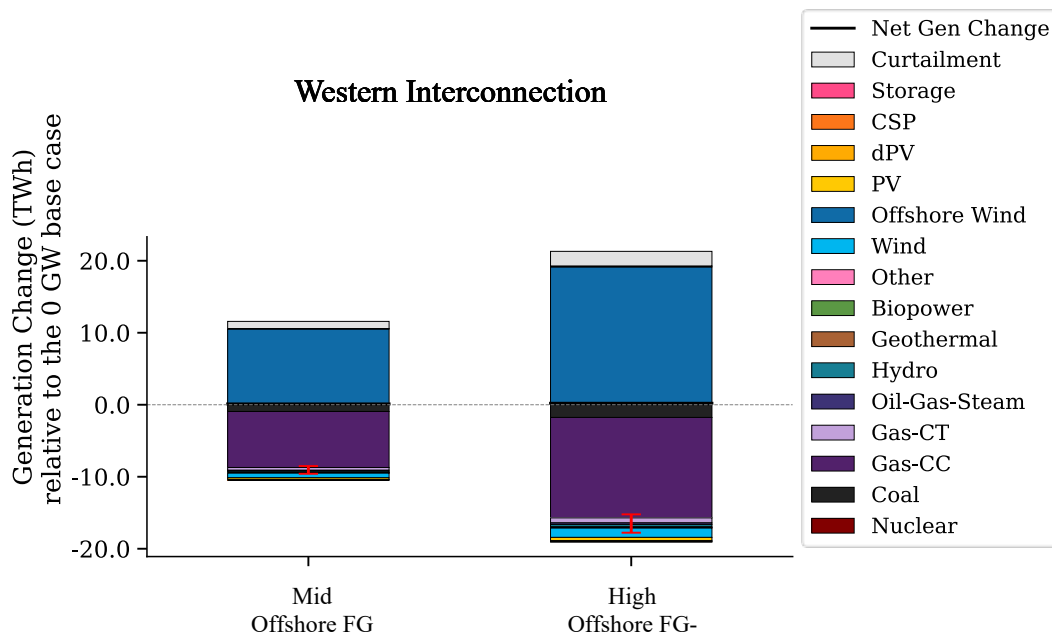 Western Interconnection
Generation Change (TWh)
relative to the 0 GW base case
20.0
10.0
0.0
-10.0
-20.0
Mid
Offshore FG
High
Offshore FG-
Net Gen Change
Curtailment
Storage
CSP
dPV
PV
Offshore Wind
Wind
Other
Biopower
Geothermal
Hydro
Oil-Gas-Steam
Gas-CT
Gas-CC
Coal
Nuclear